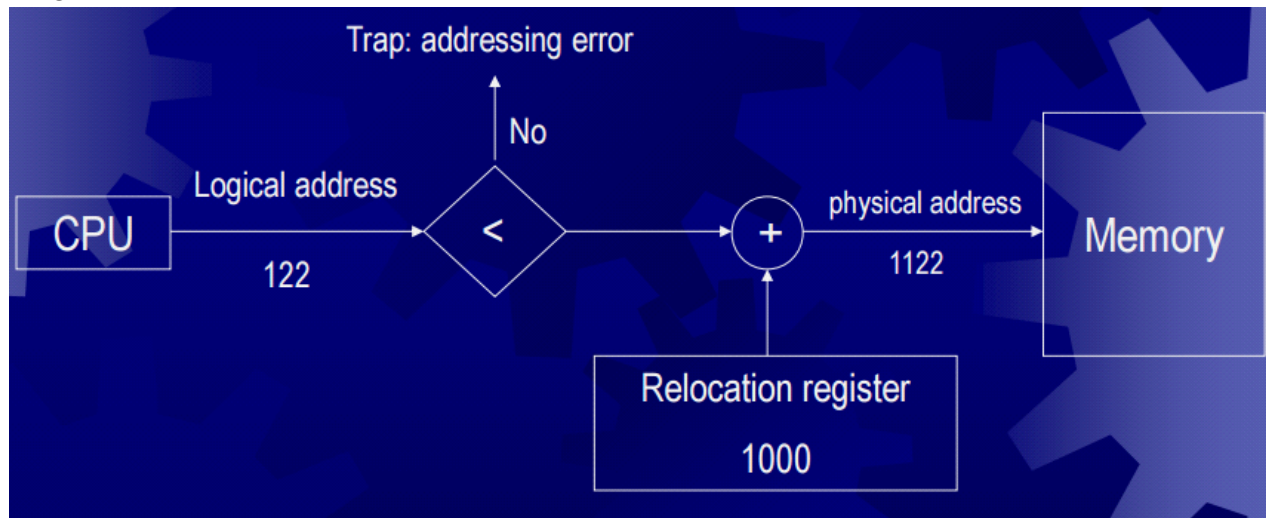 Trap: addressing error
No
Logical address
CPU
<
+
physical address
Memory
122
1122
Relocation register
1000